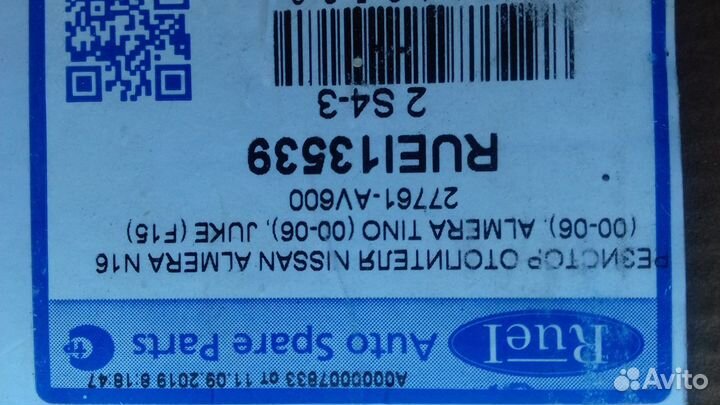 A0000007833 от 11.09.2019 8:18:47
RueI Auto Spare Parts
РЕЗИСТОР ОТОПИТЕЛЯ NISSAN ALMERA N16
(00-06), ALMERA TINO (00-06), JUKE (F15)
27761-AV600
RUEI13539
2 S4-3
Avito